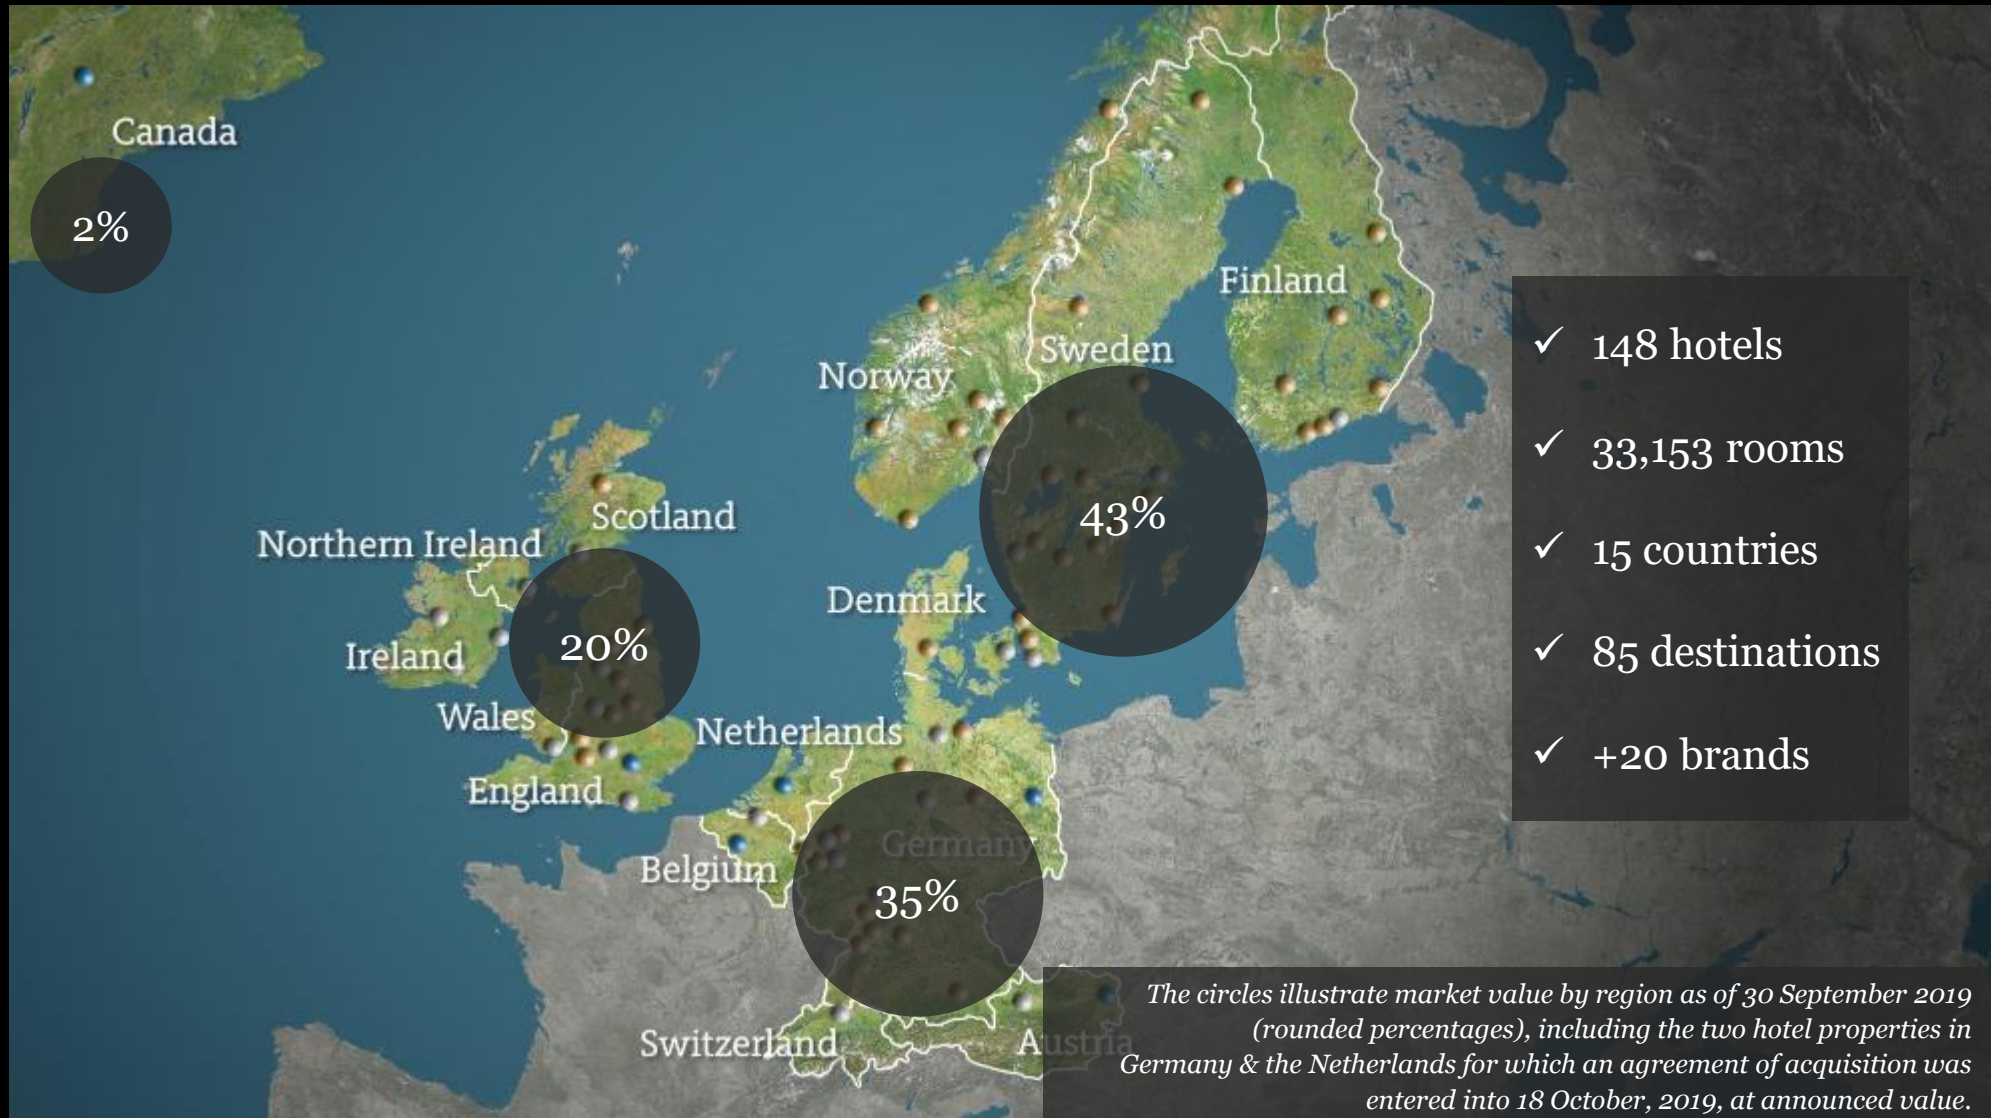 Canada
2%
Finland
Sweden
Norway
148 hotels
33,153 rooms
15 countries
85 destinations
+20 brands
43%
Scotland
Northern Ireland
Denmark
20%
Ireland
Wales
Netherlands
England
Germany
Belgium
35%
Switzerland
Austria
The circles illustrate market value by region as of 30 September 2019
(rounded percentages), including the two hotel properties in
Germany & the Netherlands for which an agreement of acquisition was
entered into 18 October, 2019, at announced value.